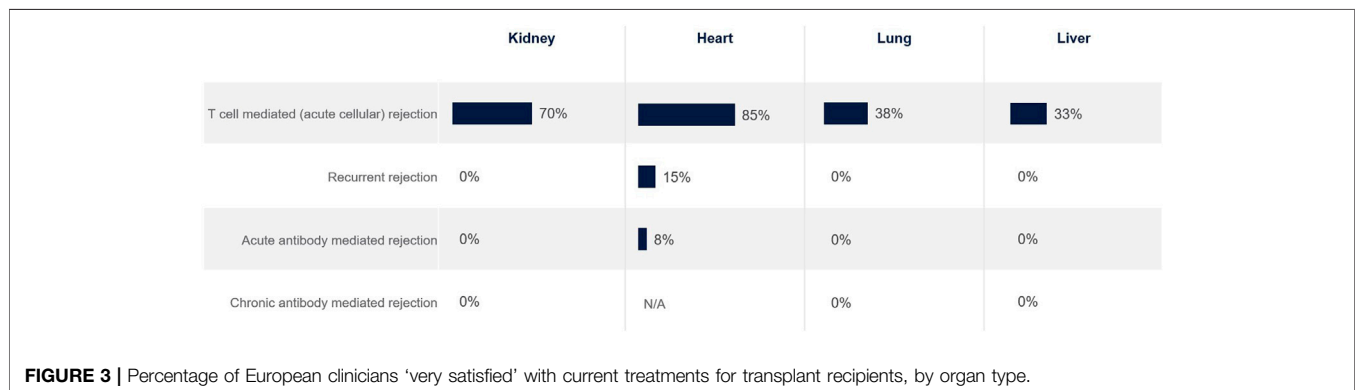 Kidney Heart Lung Liver
T cell mediated (acute cellular) rejection 70% 85% 38% 33%
Recurrent rejection 0% 15% 0% 0%
Acute antibody mediated rejection 0% 8% 0% 0%
Chronic antibody mediated rejection 0% N/A 0% 0%
FIGURE 3 | Percentage of European clinicians ‘very satisfied’ with current treatments for transplant recipients, by organ type.